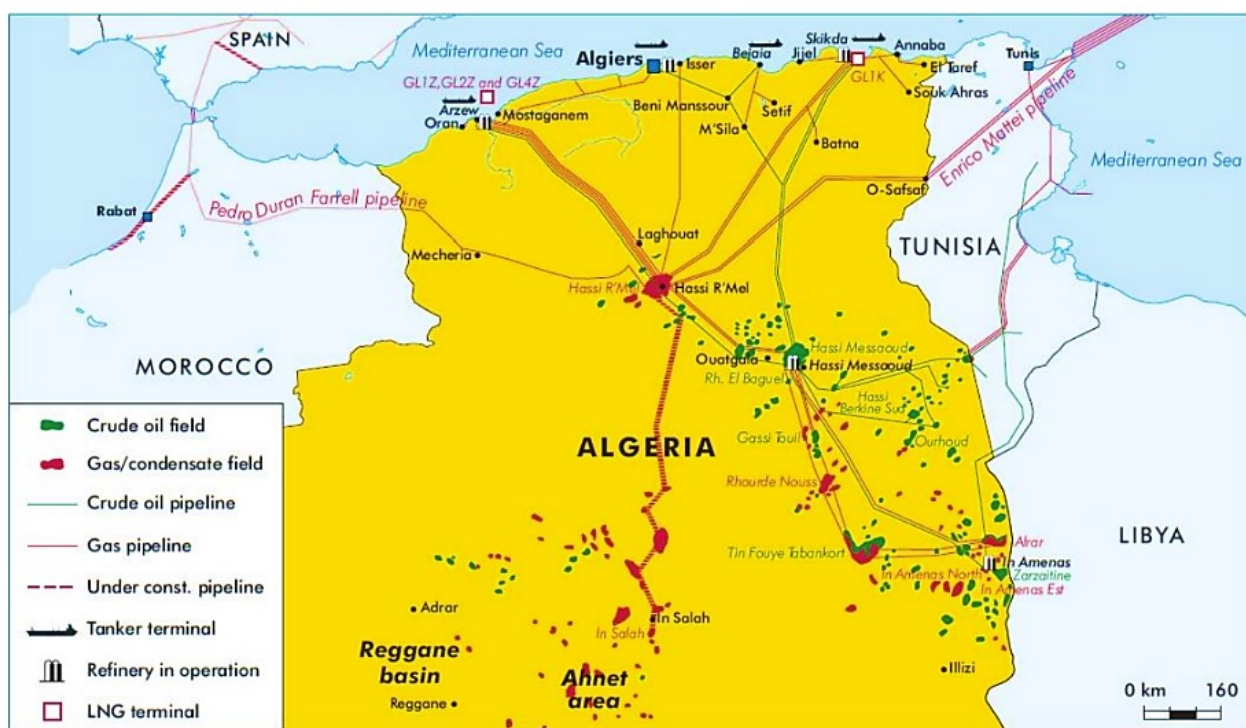 SPAIN
Mediterranean Sea
Algiers
Isser
Bejaia
Jijel
Skikda
GL1K
Annaba
El Taref
Souk Ahras
Tunis
GL1Z,GL2Z and GL4Z
Arzew
Oran
Mostaganem
Beni Manssour
Setif
M'Sila
Batna
Enrico Mattei pipeline
Mediterranean Sea
O-Safsaf
Rabat
Pedro Duran Farrell pipeline
Laghouat
Mecheria
TUNISIA
Hassi R'Mel
Hassi R'Mel
MOROCCO
Ouatgala
Hassi Messaoud
Hassi Messaoud
Rh. El Baguel
Hassi
Berkine Sud
Ourhoud
ALGERIA
Gassi Touil
Rhourde Nouss
LIBYA
Tin Fouye Tabankort
Alrar
In Amenas
In Amenas North
Zarzaitine
In Amenas Est
Adrar
In Salah
In Salah
Reggane
basin
Ahnet
area
Illizi
Reggane
Crude oil field
Gas/condensate field
Crude oil pipeline
Gas pipeline
Under const. pipeline
Tanker terminal
Refinery in operation
LNG terminal
0 km 160